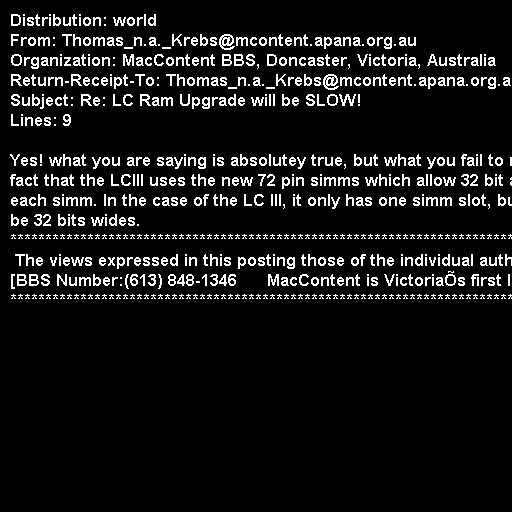 Distribution: world
From: Thomas_n.a._Krebs@mcontent.apana.org.au
Organization: MacContent BBS, Doncaster, Victoria, Australia
Return-Receipt-To: Thomas_n.a._Krebs@mcontent.apana.org.a
Subject: Re: LC Ram Upgrade will be SLOW!
Lines: 9

Yes! what you are saying is absolutey true, but what you fail to
fact that the LCIII uses the new 72 pin simms which allow 32 bit
each simm. In the case of the LC III, it only has one simm slot,
be 32 bits wides.
*************************************************************************
The views expressed in this posting those of the individual auth
[BBS Number:(613) 848-1346 MacContent is VictoriaÕs first
*************************************************************************